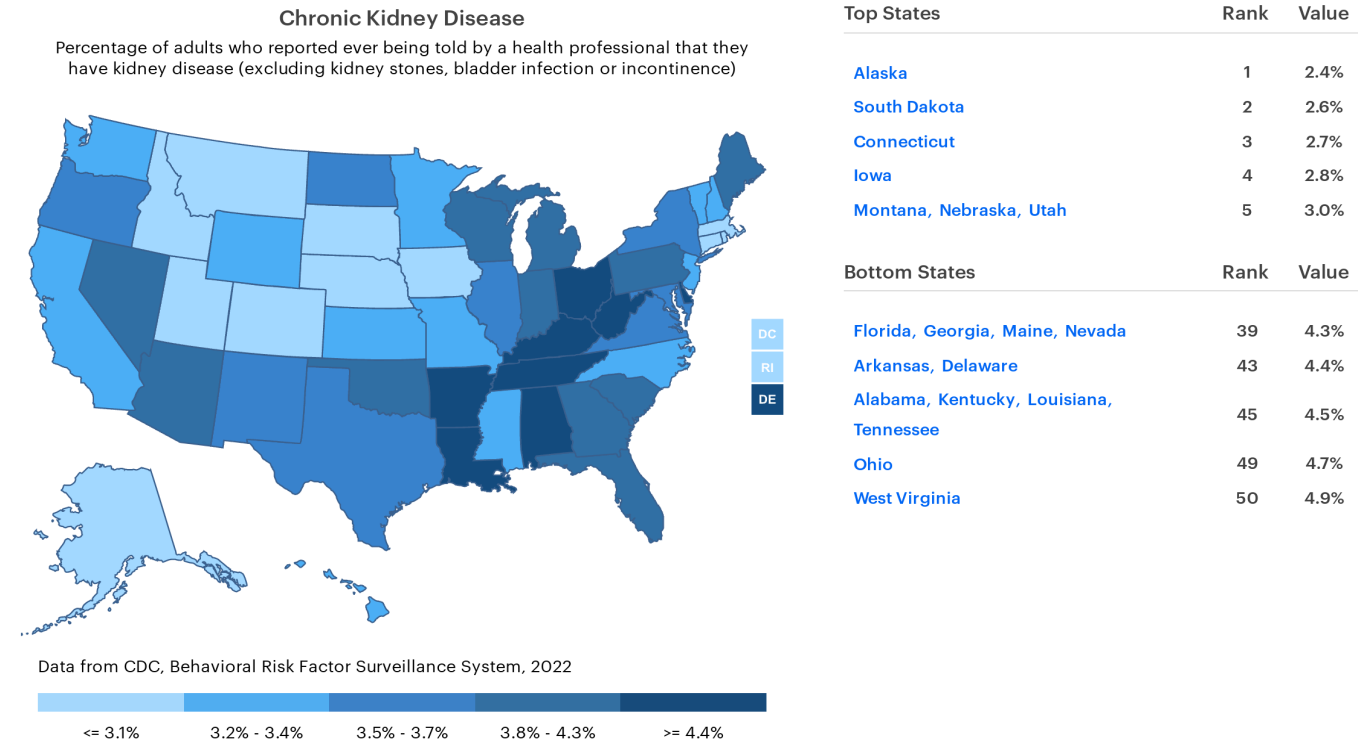 Chronic Kidney Disease
Percentage of adults who reported ever being told by a health professional that they
have kidney disease (excluding kidney stones, bladder infection or incontinence)
DC
RI
DE
Data from CDC, Behavioral Risk Factor Surveillance System, 2022
<= 3.1% 3.2% - 3.4% 3.5% - 3.7% 3.8% - 4.3% >= 4.4%
Top States Rank Value
Alaska 1 2.4%
South Dakota 2 2.6%
Connecticut 3 2.7%
Iowa 4 2.8%
Montana, Nebraska, Utah 5 3.0%
Bottom States Rank Value
Florida, Georgia, Maine, Nevada 39 4.3%
Arkansas, Delaware 43 4.4%
Alabama, Kentucky, Louisiana,
Tennessee 45 4.5%
Ohio 49 4.7%
West Virginia 50 4.9%